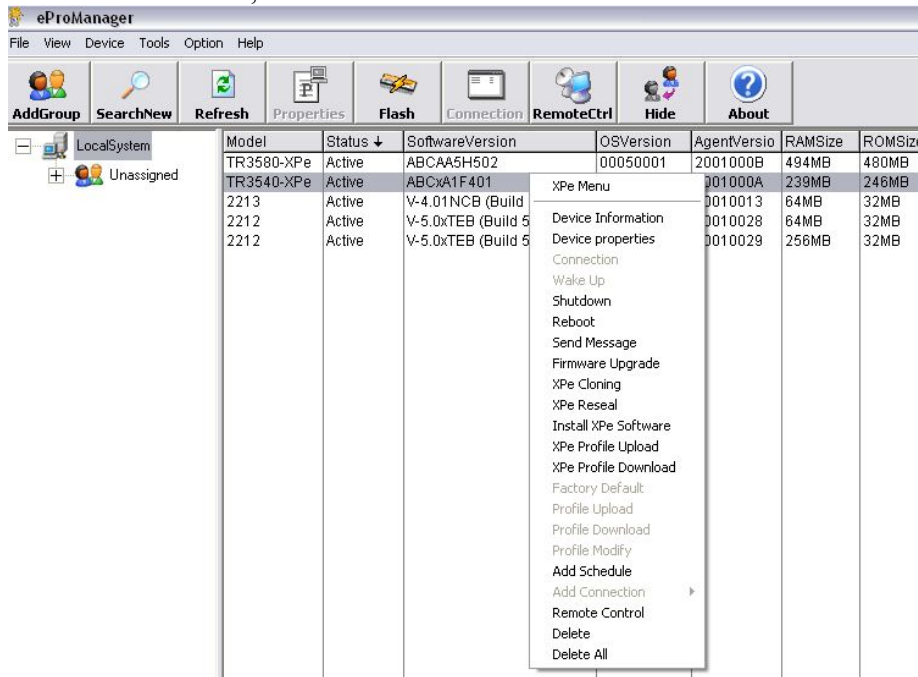 eProManager
File View Device Tools Option Help
AddGroup SearchNew Refresh Properties Flash Connection RemoteCtrl Hide About
LocalSystem
Unassigned
Model Status SoftwareVersion OSVersion AgentVersio RAMSize ROMSize
TR3580-XPe Active ABCAA5H502 00050001 2001000B 494MB 480MB
TR3540-XPe Active ABCxA1F401 001000A 239MB 246MB
2213 Active V-4.01NCB (Build 0010013 64MB 32MB
2212 Active V-5.0xTEB (Build 5 0010028 64MB 32MB
2212 Active V-5.0xTEB (Build 5 0010029 256MB 32MB
XPe Menu
Device Information
Device properties
Connection
Wake Up
Shutdown
Reboot
Send Message
Firmware Upgrade
XPe Cloning
XPe Reseal
Install XPe Software
XPe Profile Upload
XPe Profile Download
Factory Default
Profile Upload
Profile Download
Profile Modify
Add Schedule
Add Connection
Remote Control
Delete
Delete All